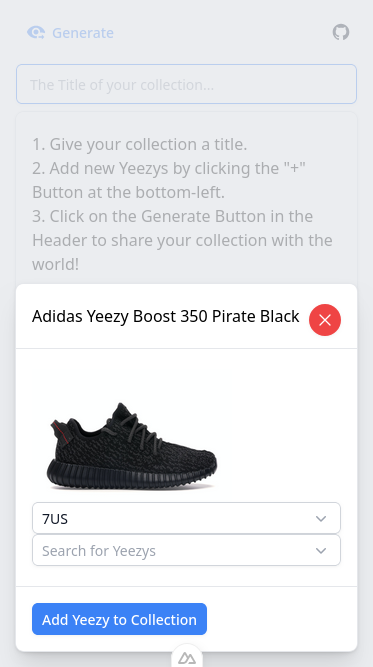 Generate
The Title of your collection...
1. Give your collection a title.
2. Add new Yeezys by clicking the "+"
Button at the bottom-left.
3. Click on the Generate Button in the
Header to share your collection with the
world!
Adidas Yeezy Boost 350 Pirate Black
7US
Search for Yeezys
Add Yeezy to Collection